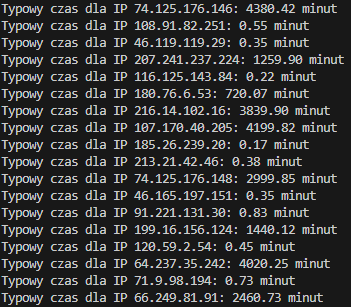 Typowy czas dla IP 74.125.176.146: 4380.42 minut
Typowy czas dla IP 108.91.82.251: 0.55 minut
Typowy czas dla IP 46.119.119.29: 0.35 minut
Typowy czas dla IP 207.241.237.224: 1259.90 minut
Typowy czas dla IP 116.125.143.84: 0.22 minut
Typowy czas dla IP 180.76.6.53: 720.07 minut
Typowy czas dla IP 216.14.102.16: 3839.90 minut
Typowy czas dla IP 107.170.40.205: 4199.82 minut
Typowy czas dla IP 185.26.239.20: 0.17 minut
Typowy czas dla IP 213.21.42.46: 0.38 minut
Typowy czas dla IP 74.125.176.148: 2999.85 minut
Typowy czas dla IP 46.165.197.151: 0.35 minut
Typowy czas dla IP 91.221.131.30: 0.83 minut
Typowy czas dla IP 199.16.156.124: 1440.12 minut
Typowy czas dla IP 120.59.2.54: 0.45 minut
Typowy czas dla IP 64.237.35.242: 4020.25 minut
Typowy czas dla IP 71.9.98.194: 0.73 minut
Typowy czas dla IP 66.249.81.91: 2460.73 minut